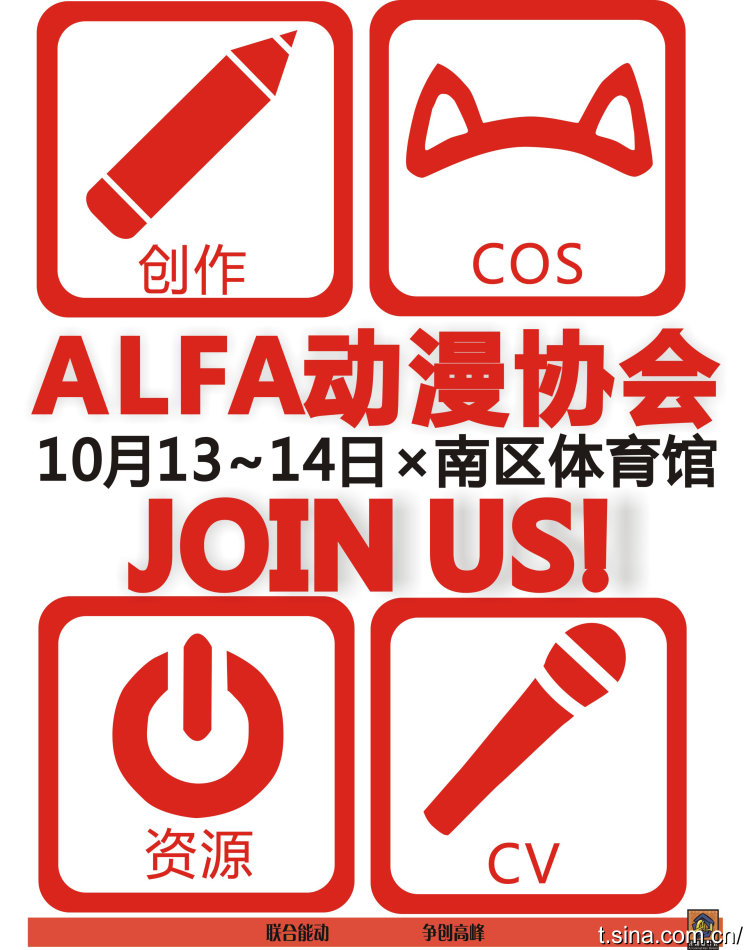 创作
COS
ALFA动漫协会
10月13~14日×南区体育馆
JOIN US!
资源
CV
联合能动 争创高峰
t.sina.com.cn/